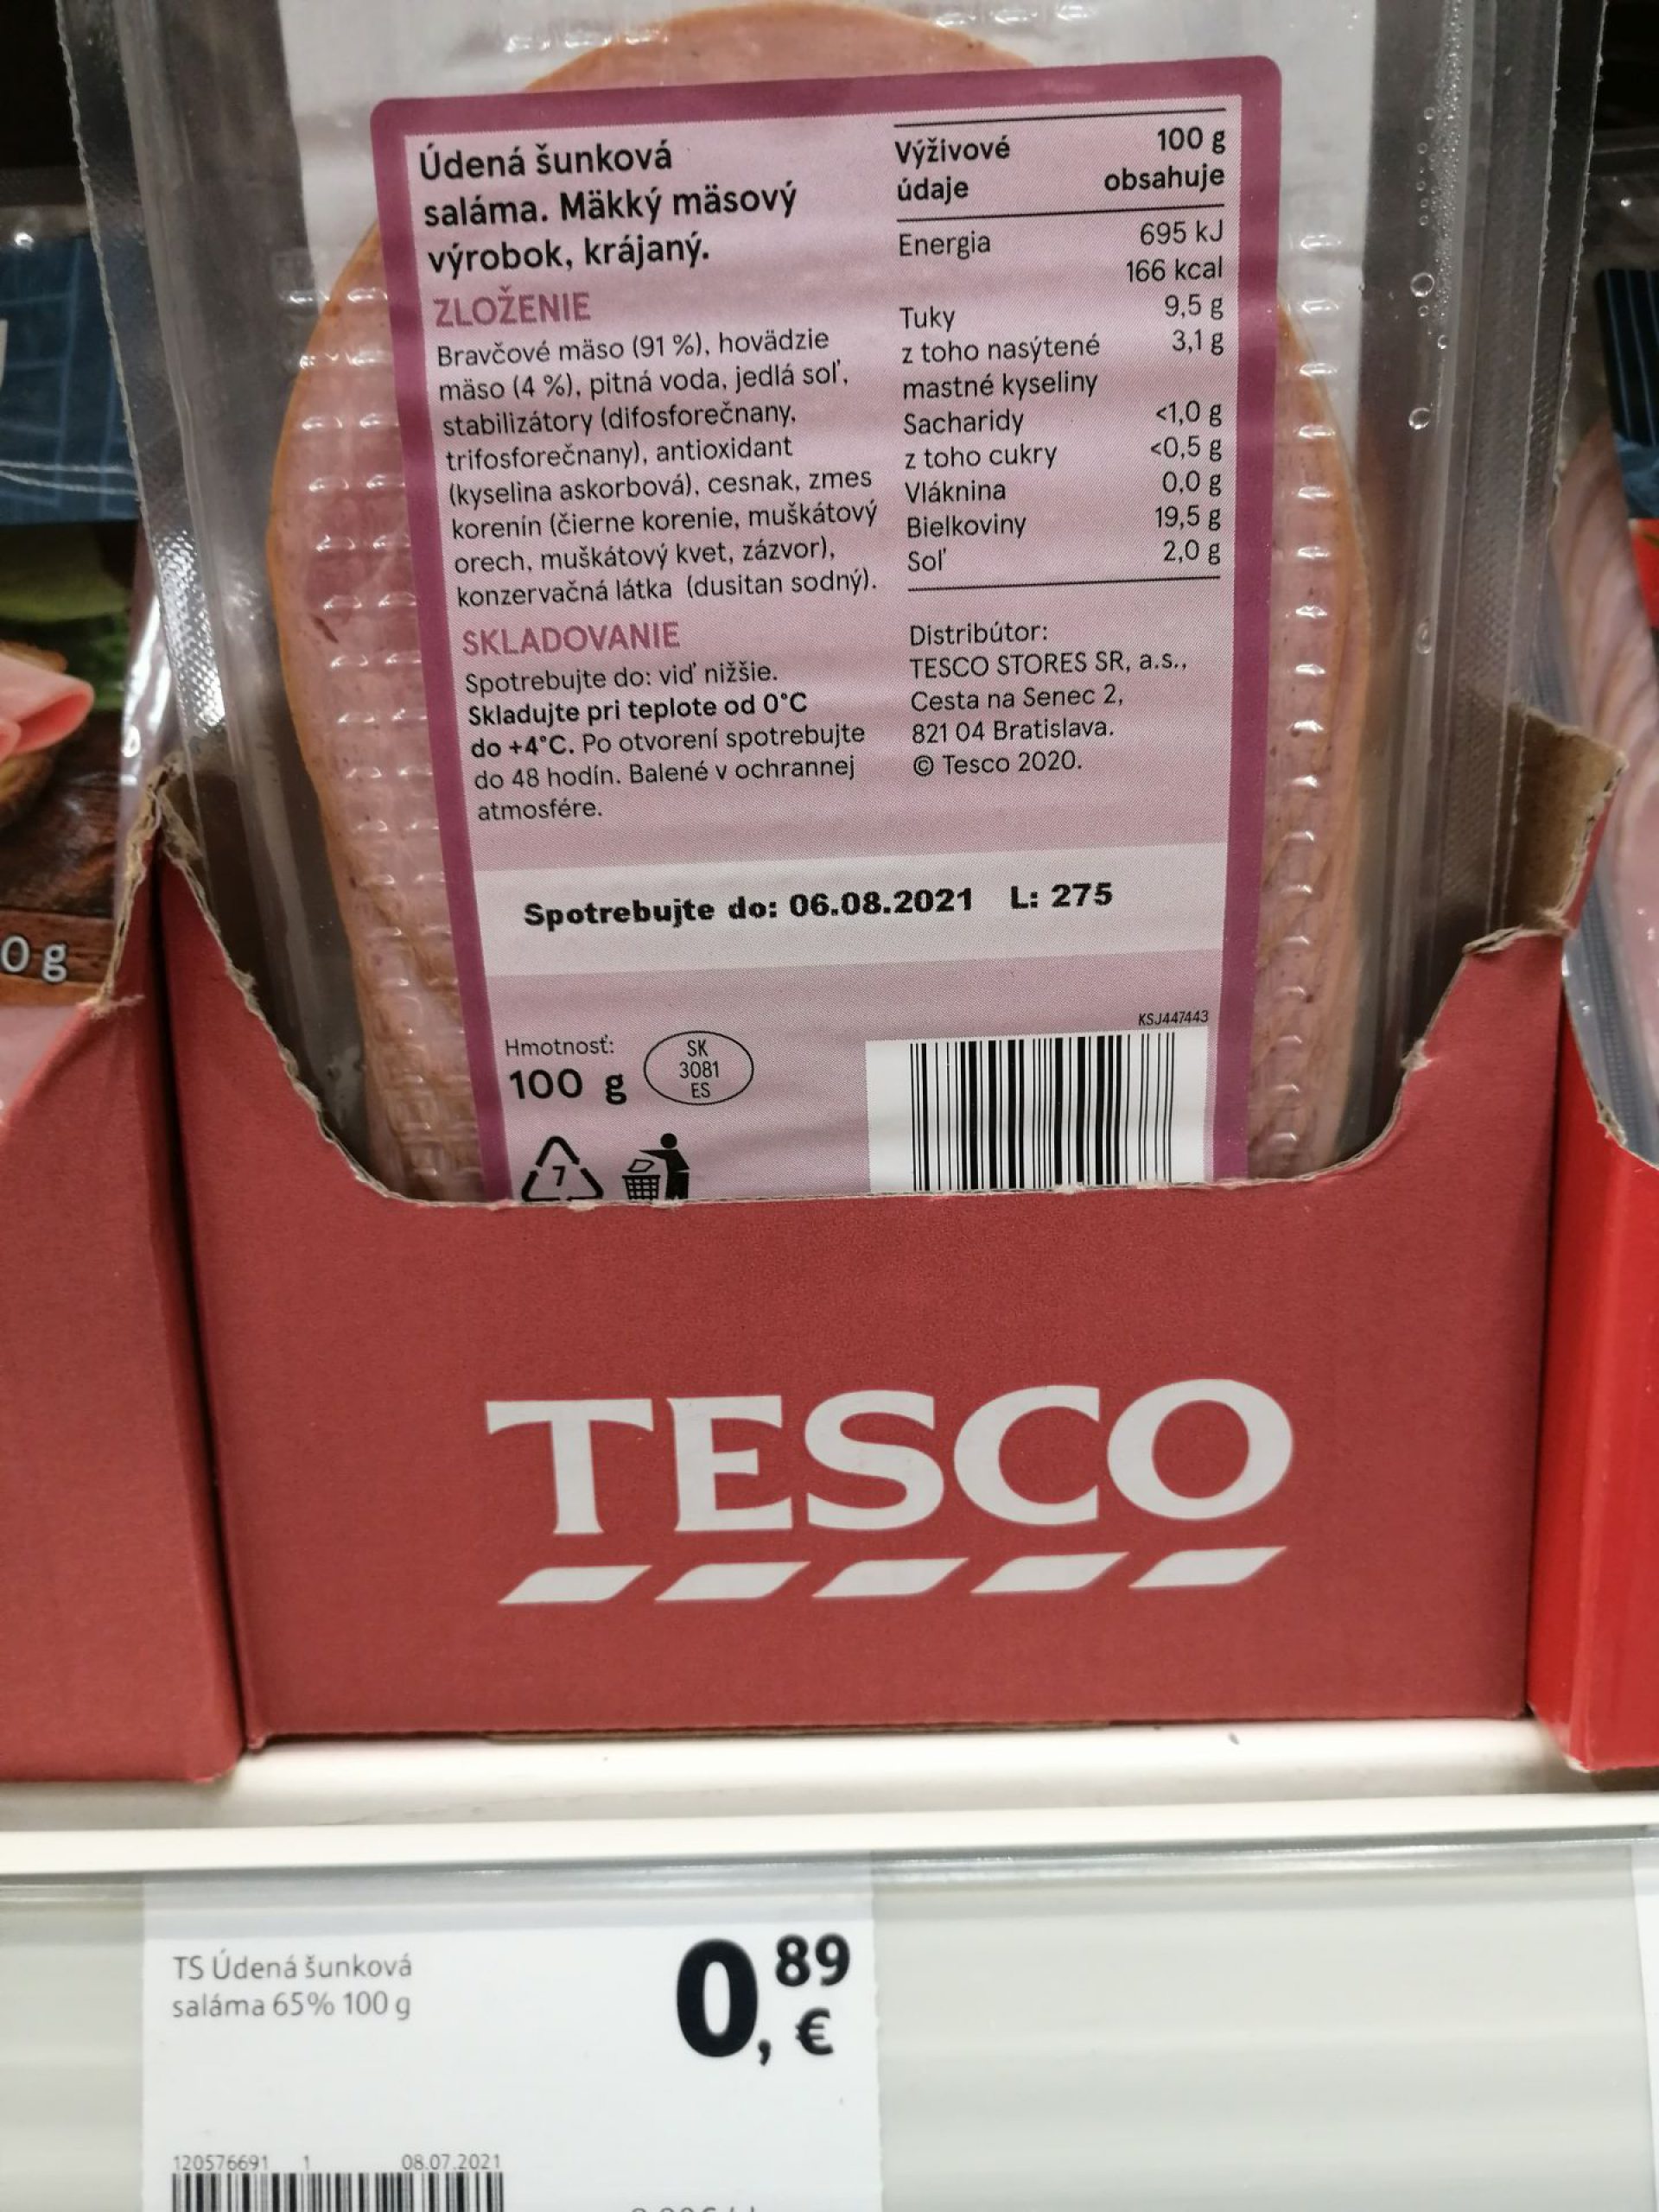 Údená šunková
saláma. Mäkký mäsový
výrobok, krájaný.
ZLOŽENIE
Bravčové mäso (91 %), hovädzie
mäso (4 %), pitná voda, jedlá soľ,
stabilizátory (difosforečnany,
trifosforečnany), antioxidant
(kyselina askorbová), cesnak, zmes
korenín (čierne korenie, muškátový
orech, muškátový kvet, zázvor),
konzervačná látka (dusitan sodný).
SKLADOVANIE
Spotrebujte do: viď nižšie.
Skladujte pri teplote od 0°C
do +4°C. Po otvorení spotrebujte
do 48 hodín. Balené v ochrannej
atmosfére.
Výživové 100 g
údaje obsahuje
Energia 695 kJ
166 kcal
Tuky 9,5 g
z toho nasýtené 3,1 g
mastné kyseliny
Sacharidy <1,0 g
z toho cukry <0,5 g
Vláknina 0,0 g
Bielkoviny 19,5 g
Soľ 2,0 g
Distribútor:
TESCO STORES SR, a.s.,
Cesta na Senec 2,
821 04 Bratislava.
© Tesco 2020.
Spotrebujte do: 06.08.2021 L: 275
0 g
KSJ447443
Hmotnosť:
100 g
SK
3081
ES
7
TESCO
TS Údená šunková
saláma 65% 100 g
0,89 €
120576691 1 08.07.2021